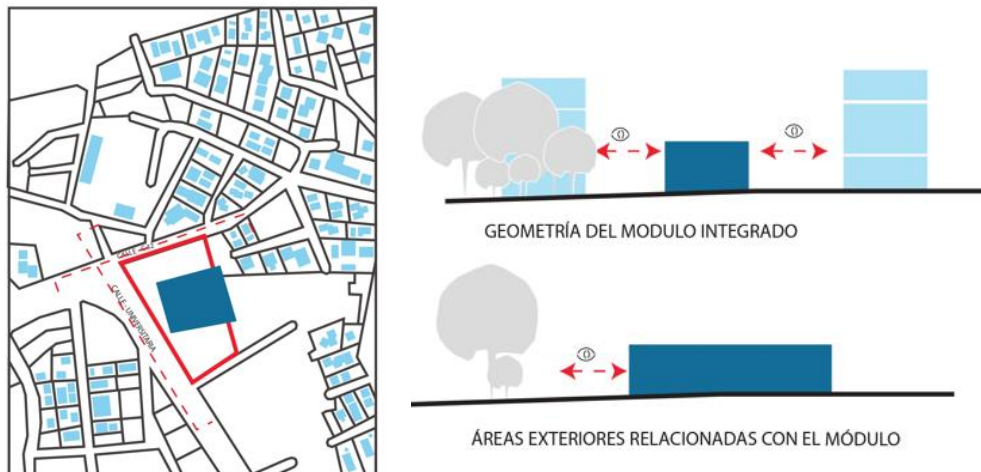 CALLE
CALLE UNIVERSITARIA
GEOMETRÍA DEL MODULO INTEGRADO
ÁREAS EXTERIORES RELACIONADAS CON EL MÓDULO